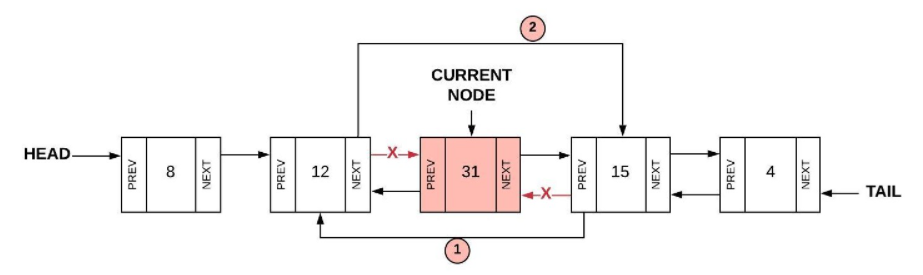 2
CURRENT
NODE
HEAD
PREV 8 NEXT
PREV 12 NEXT
X
PREV 31 NEXT
X
PREV 15 NEXT
PREV 4 NEXT
TAIL
1